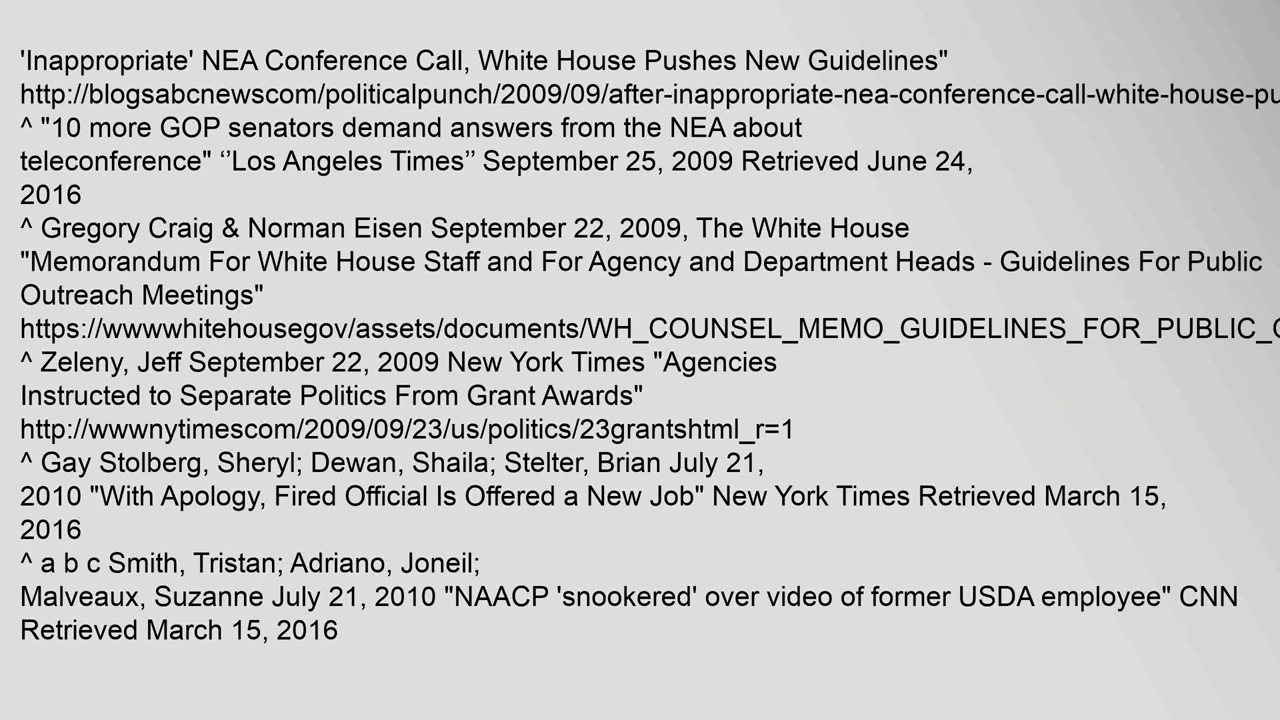 'Inappropriate' NEA Conference Call, White House Pushes New Guidelines"
http://blogsabcnewscom/politicalpunch/2009/09/after-inappropriate-nea-conference-call-white-house-pu
^ "10 more GOP senators demand answers from the NEA about
teleconference" ‘’Los Angeles Times’’ September 25, 2009 Retrieved June 24,
2016
^ Gregory Craig & Norman Eisen September 22, 2009, The White House
"Memorandum For White House Staff and For Agency and Department Heads - Guidelines For Public
Outreach Meetings"
https://wwwwhitehousegov/assets/documents/WH_COUNSEL_MEMO_GUIDELINES_FOR_PUBLIC_O
^ Zeleny, Jeff September 22, 2009 New York Times "Agencies
Instructed to Separate Politics From Grant Awards"
http://wwwnytimescom/2009/09/23/us/politics/23grantshtml_r=1
^ Gay Stolberg, Sheryl; Dewan, Shaila; Stelter, Brian July 21,
2010 "With Apology, Fired Official Is Offered a New Job" New York Times Retrieved March 15,
2016
^ a b c Smith, Tristan; Adriano, Joneil;
Malveaux, Suzanne July 21, 2010 "NAACP 'snookered' over video of former USDA employee" CNN
Retrieved March 15, 2016